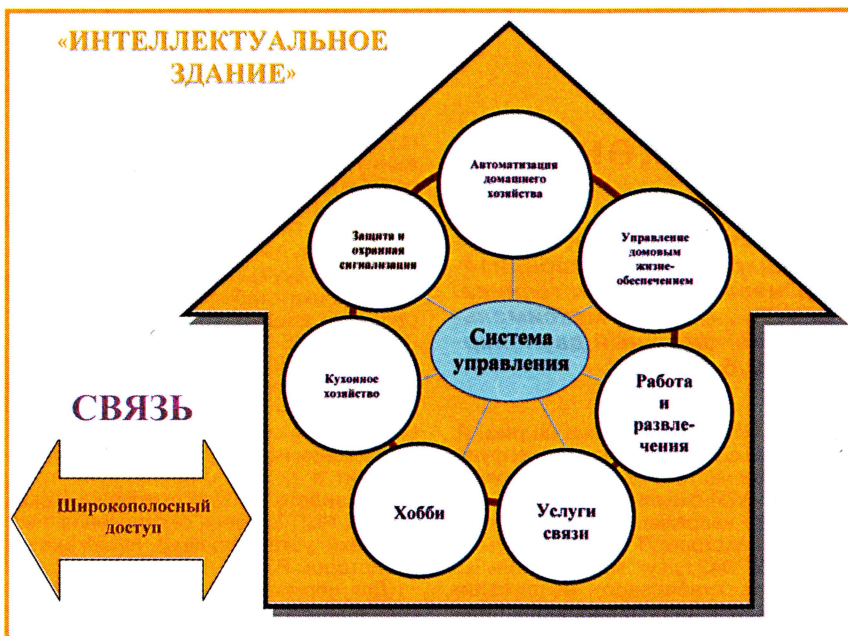 «ИНТЕЛЛЕКТУАЛЬНОЕ
ЗДАНИЕ»
Автоматизация
домашнего
хозяйства
Защита и
охранная
сигнализация
Управление
домовым
жизне-
обеспечением
Система
управления
Кухонное
хозяйство
Работа
и
развле-
чения
СВЯЗЬ
Широкополосный
доступ
Хобби
Услуги
связи